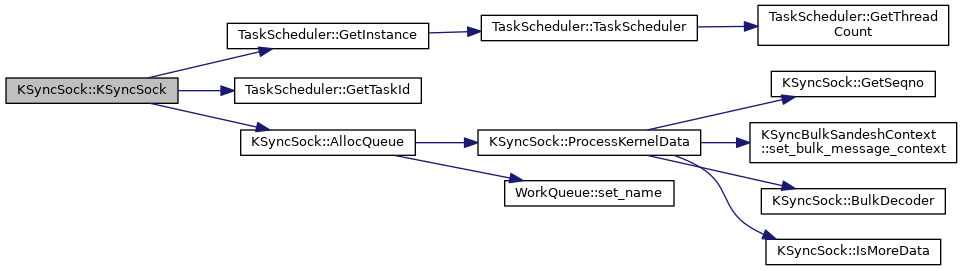 KSyncSock::KSyncSock
TaskScheduler::GetInstance
TaskScheduler::TaskScheduler
TaskScheduler::GetThread
Count
TaskScheduler::GetTaskId
KSyncSock::AllocQueue
KSyncSock::ProcessKernelData
KSyncSock::GetSeqno
KSyncBulkSandeshContext
::set_bulk_message_context
KSyncSock::BulkDecoder
KSyncSock::IsMoreData
WorkQueue::set_name